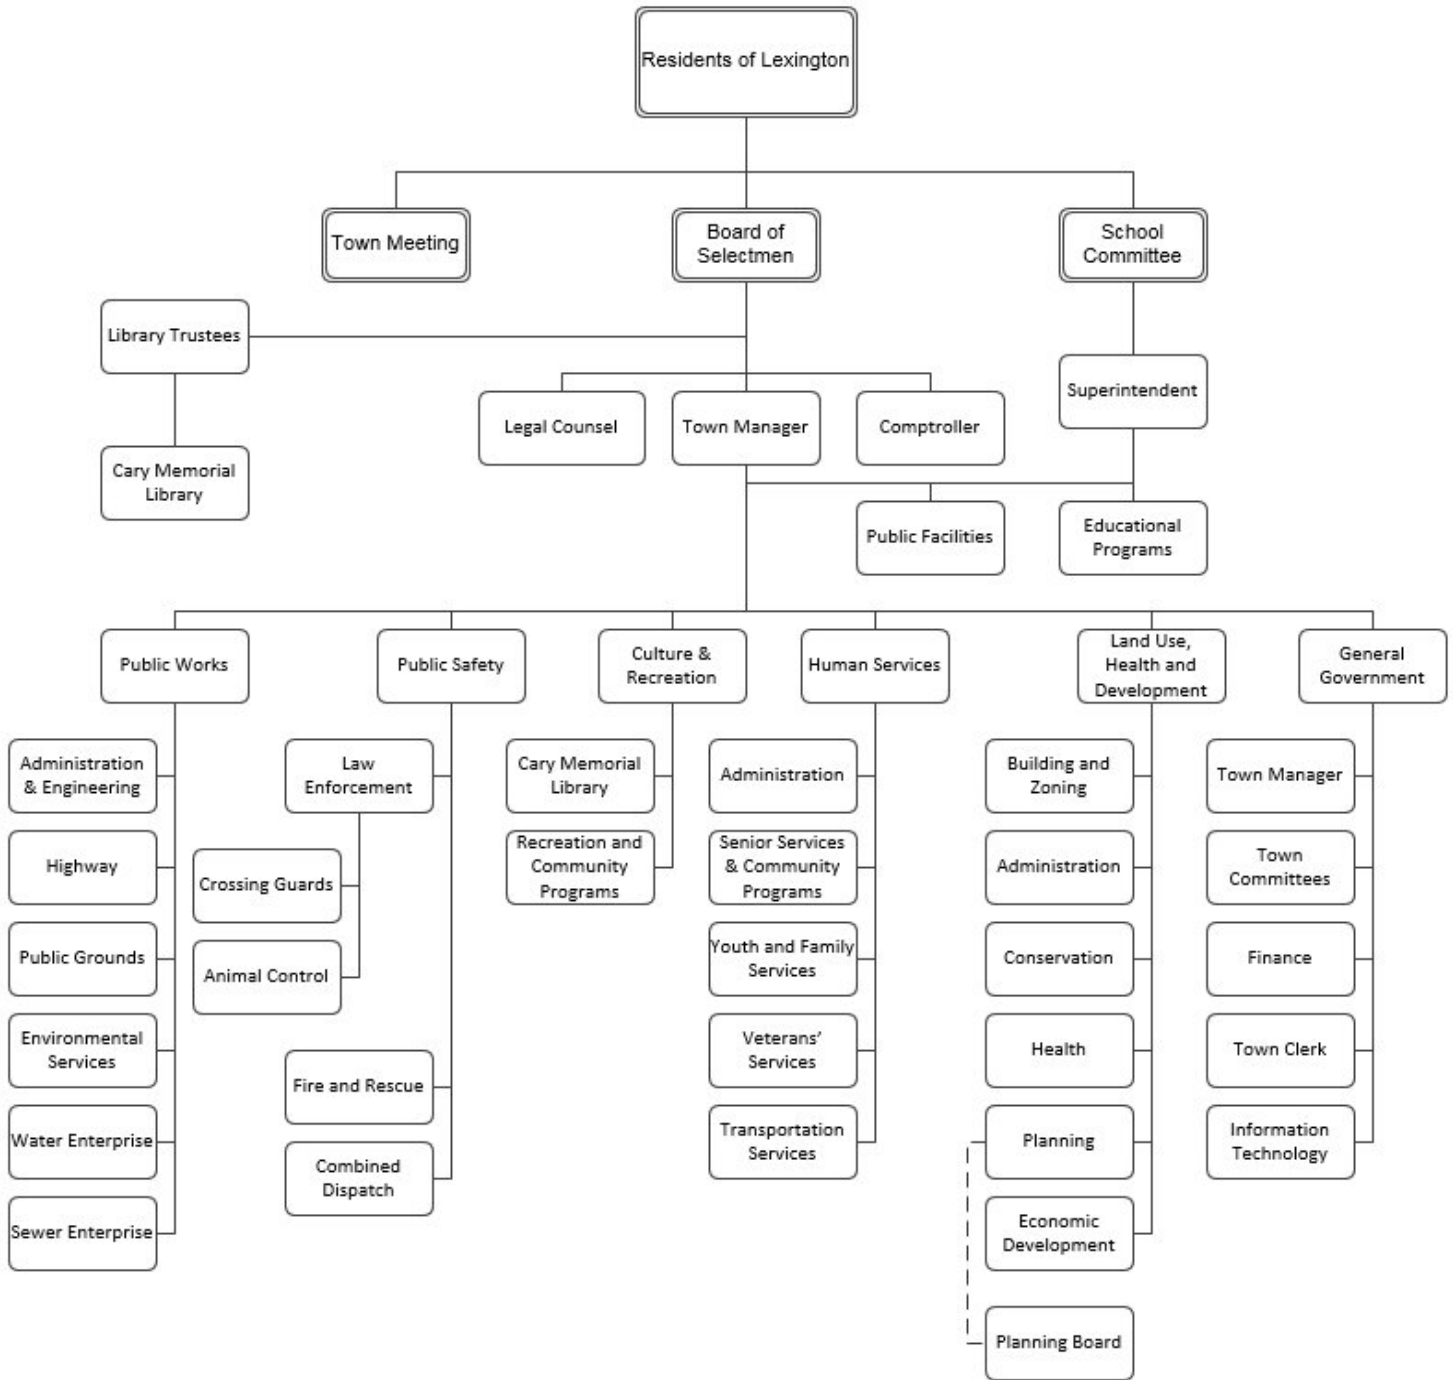 Residents of Lexington
Town Meeting
Board of
Selectmen
School
Committee
Library Trustees
Superintendent
Legal Counsel
Town Manager
Comptroller
Cary Memorial
Library
Public Facilities
Educational
Programs
Public Works
Public Safety
Culture &
Recreation
Human Services
Land Use,
Health and
Development
General
Government
Administration
& Engineering
Highway
Public Grounds
Environmental
Services
Water Enterprise
Sewer Enterprise
Law
Enforcement
Crossing Guards
Animal Control
Fire and Rescue
Combined
Dispatch
Cary Memorial
Library
Recreation and
Community
Programs
Administration
Senior Services
& Community
Programs
Youth and Family
Services
Veterans’
Services
Transportation
Services
Building and
Zoning
Administration
Conservation
Health
Planning
Economic
Development
Planning Board
Town Manager
Town
Committees
Finance
Town Clerk
Information
Technology